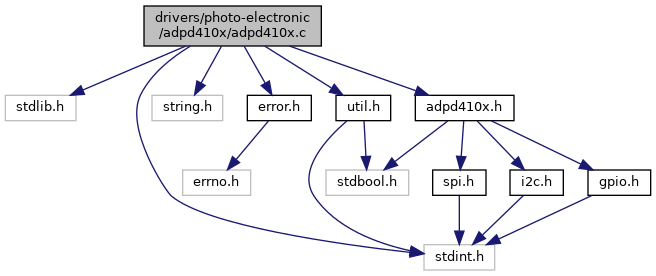 drivers/photo-electronic
/adpd410x/adpd410x.c
stdlib.h
string.h
error.h
util.h
adpd410x.h
errno.h
stdbool.h
spi.h
i2c.h
gpio.h
stdint.h